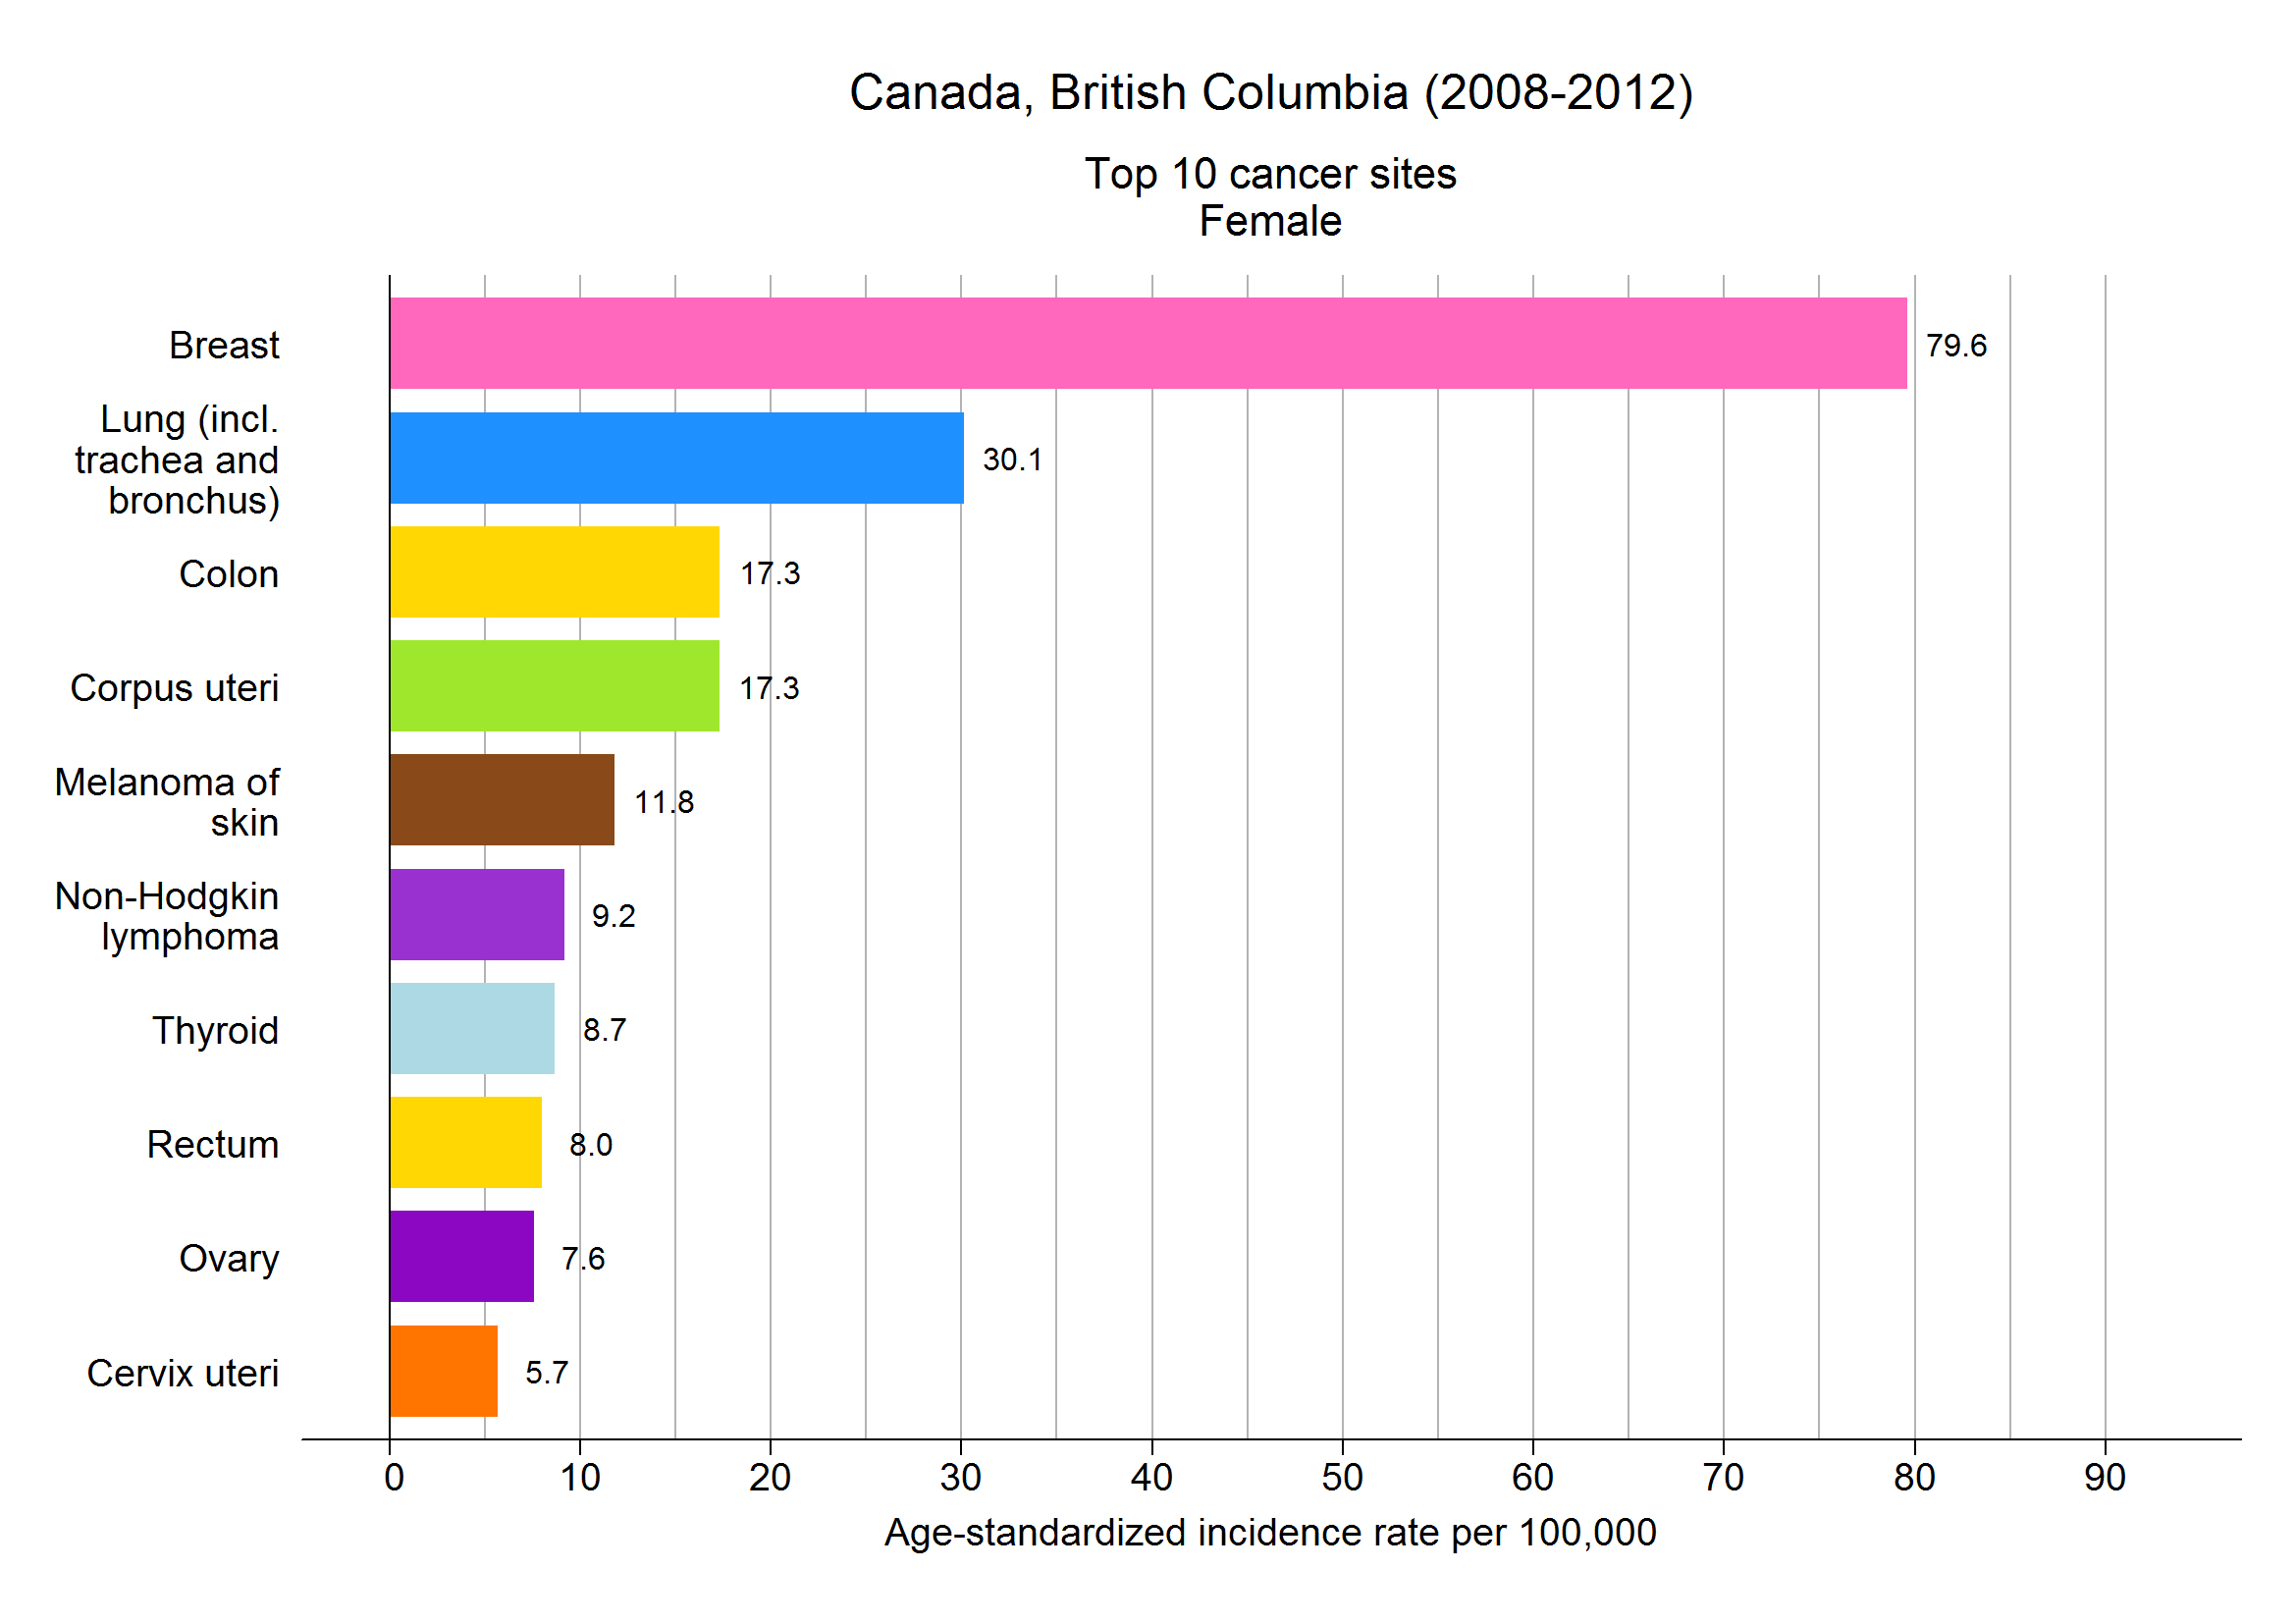 Canada, British Columbia (2008-2012)
Top 10 cancer sites
Female
Breast
79.6
Lung (incl.
trachea and
bronchus)
30.1
Colon
17.3
Corpus uteri
17.3
Melanoma of
skin
11.8
Non-Hodgkin
lymphoma
9.2
Thyroid
8.7
Rectum
8.0
Ovary
7.6
Cervix uteri
5.7
0 10 20 30 40 50 60 70 80 90
Age-standardized incidence rate per 100,000